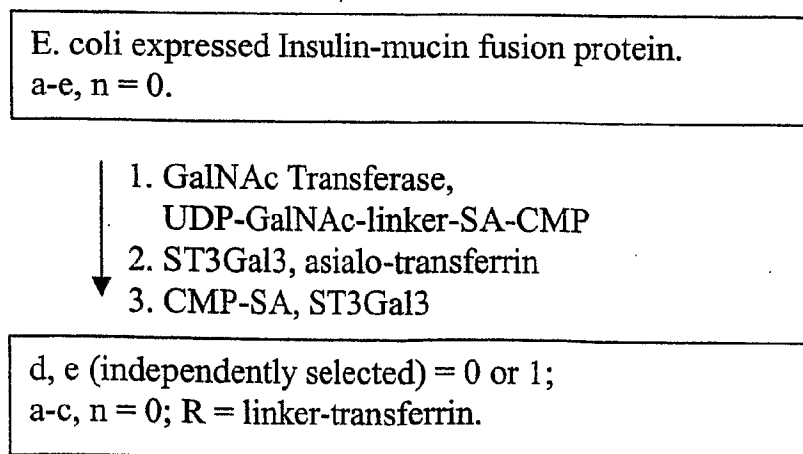 E. coli expressed Insulin-mucin fusion protein.
a-e, n = 0.
1. GalNAc Transferase,
UDP-GalNAc-linker-SA-CMP
2. ST3Gal3, asialo-transferrin
3. CMP-SA, ST3Gal3
d, e (independently selected) = 0 or 1;
a-c, n = 0; R = linker-transferrin.